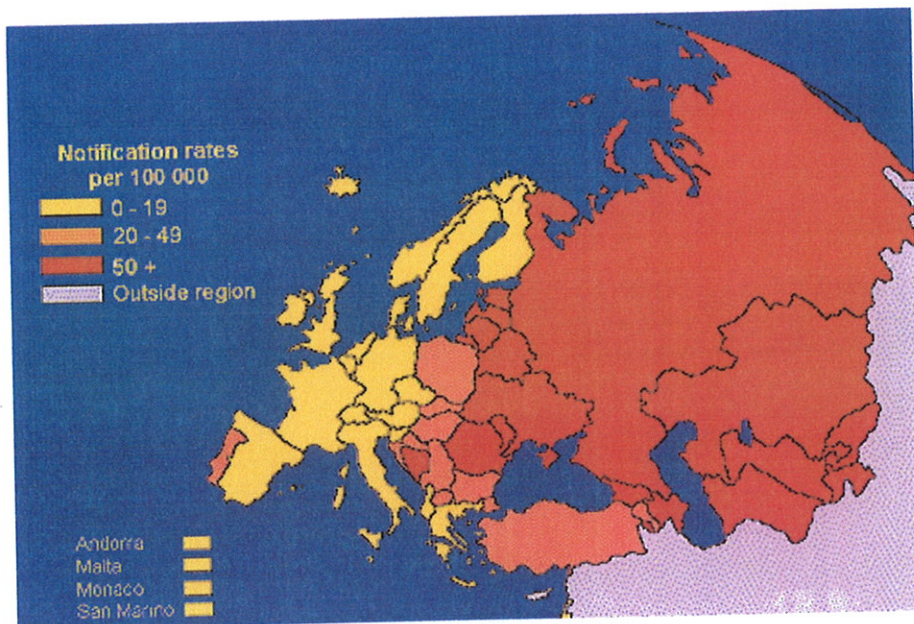 Notification rates
per 100 000
0 - 19
20 - 49
50 +
Outside region
Andorra
Malta
Monaco
San Marino